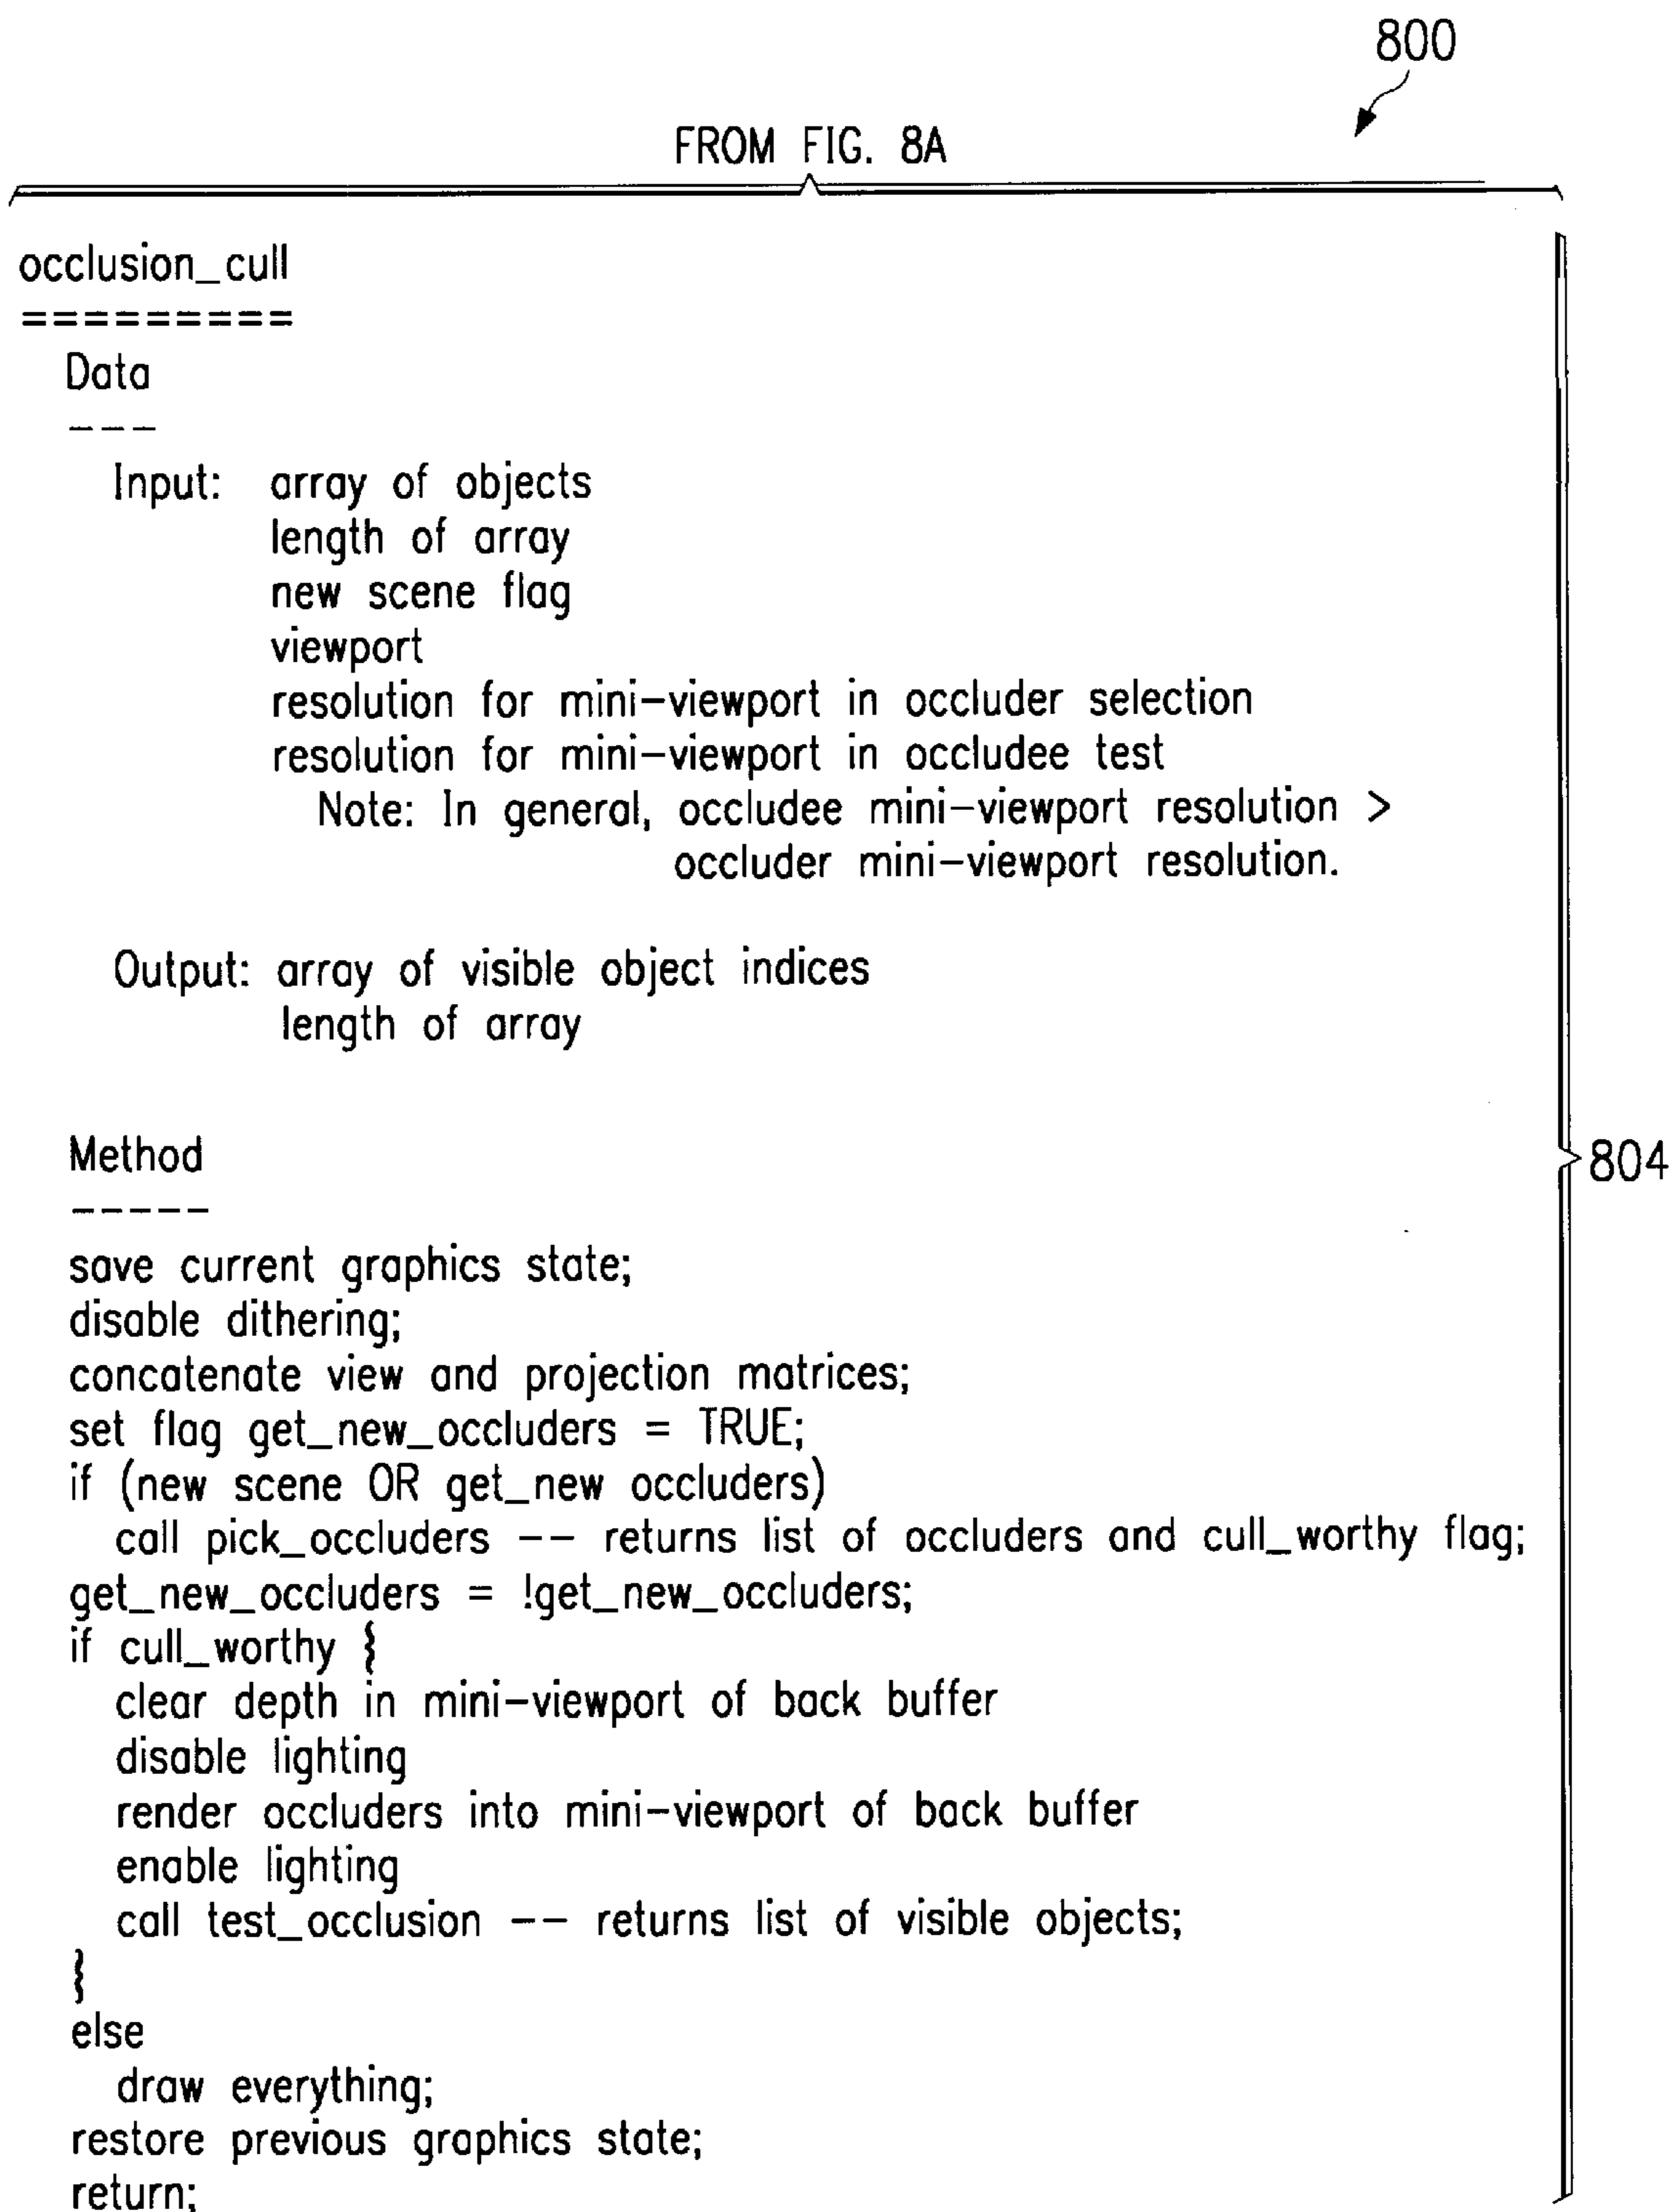 800
FROM FIG. 8A
occlusion_cull
=========
Data
---
Input: array of objects
length of array
new scene flag
viewport
resolution for mini-viewport in occluder selection
resolution for mini-viewport in occludee test
Note: In general, occludee mini-viewport resolution >
occluder mini-viewport resolution.
Output: array of visible object indices
length of array
Method
-----
804
save current graphics state;
disable dithering;
concatenate view and projection matrices;
set flag get_new_occluders = TRUE;
if (new scene OR get_new occluders)
call pick_occluders -- returns list of occluders and cull_worthy flag;
get_new_occluders = !get_new_occluders;
if cull_worthy {
clear depth in mini-viewport of back buffer
disable lighting
render occluders into mini-viewport of back buffer
enable lighting
call test_occlusion -- returns list of visible objects;
}
else
draw everything;
restore previous graphics state;
return;